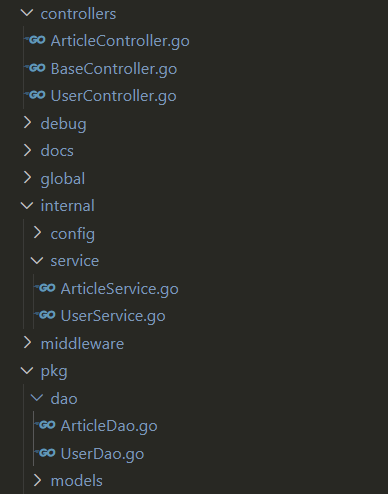 controllers
GO ArticleController.go
GO BaseController.go
GO UserController.go
debug
docs
global
internal
config
service
GO ArticleService.go
GO UserService.go
middleware
pkg
dao
GO ArticleDao.go
GO UserDao.go
models